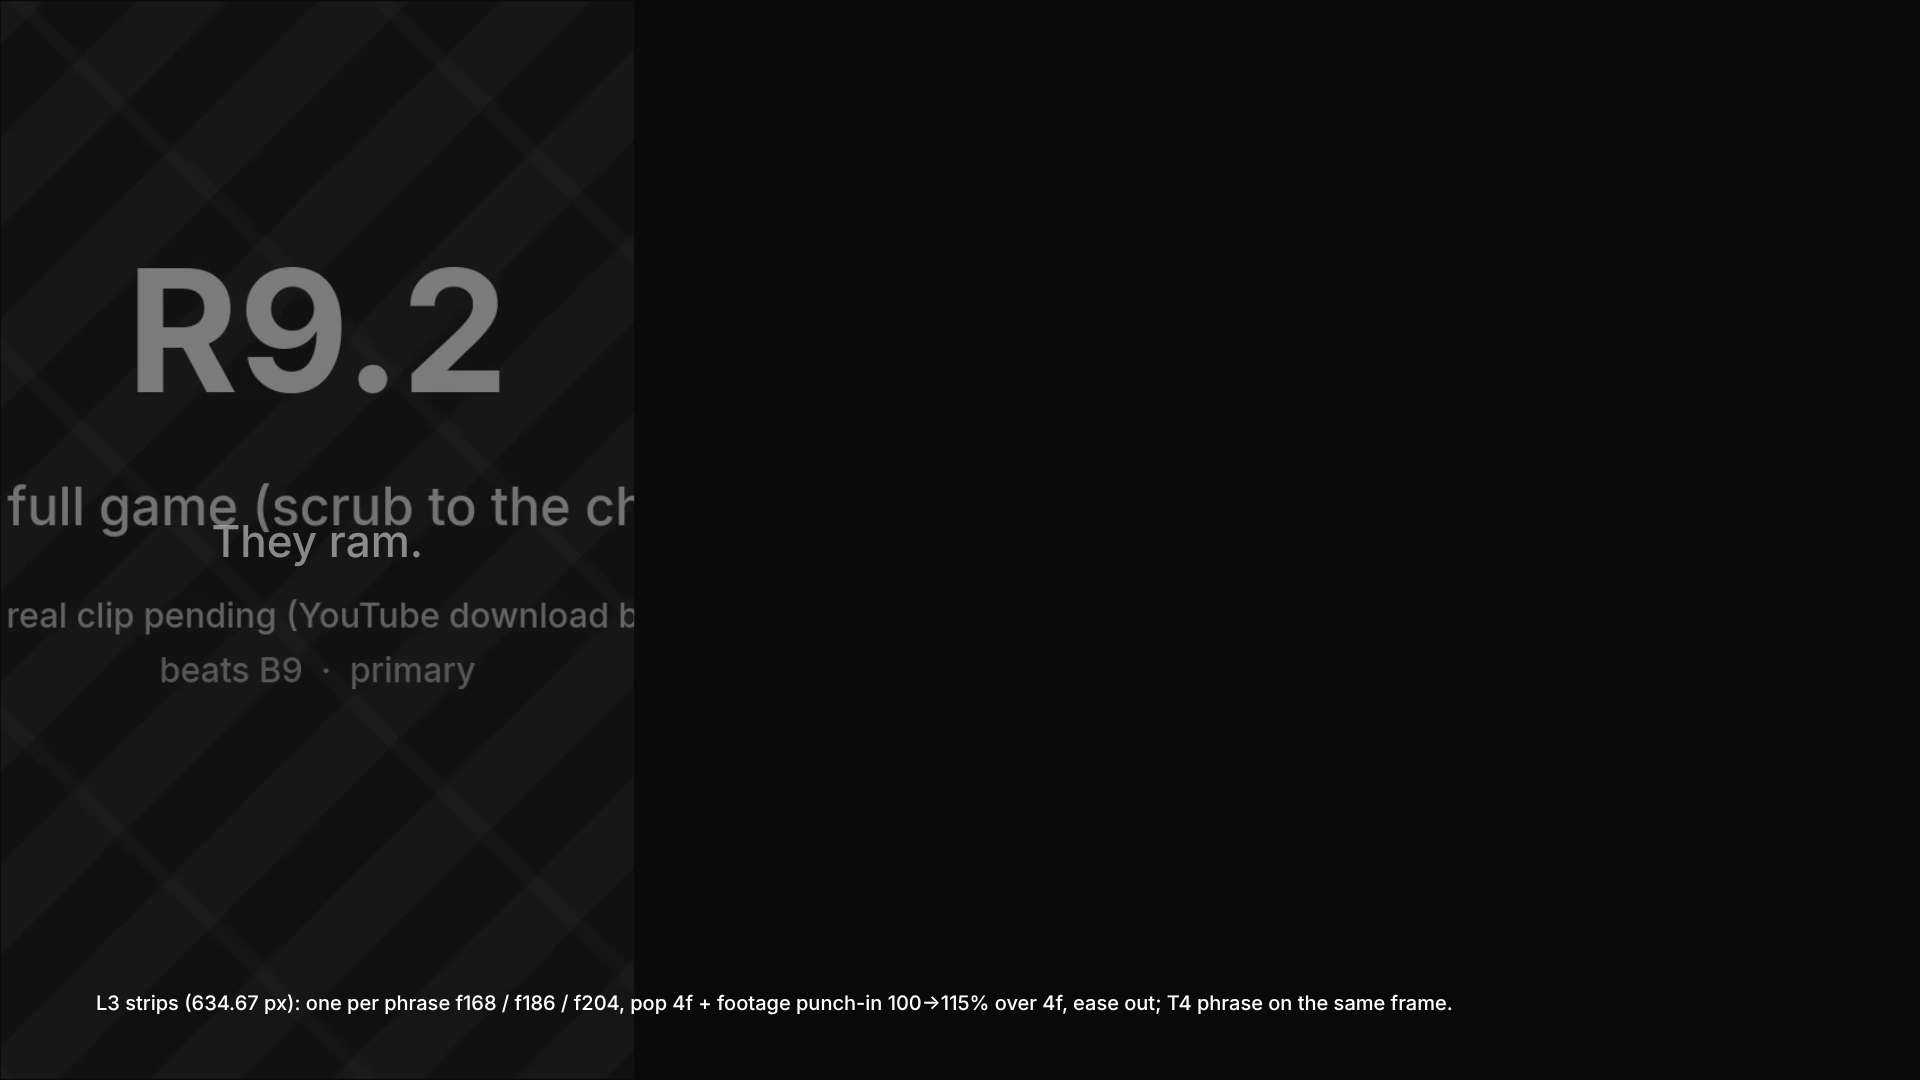 R9.2
full game (scrub to the ch
They ram.
real clip pending (YouTube download b
beats B9 · primary
L3 strips (634.67 px): one per phrase f168 / f186 / f204, pop 4f + footage punch-in 100→115% over 4f, ease out; T4 phrase on the same frame.